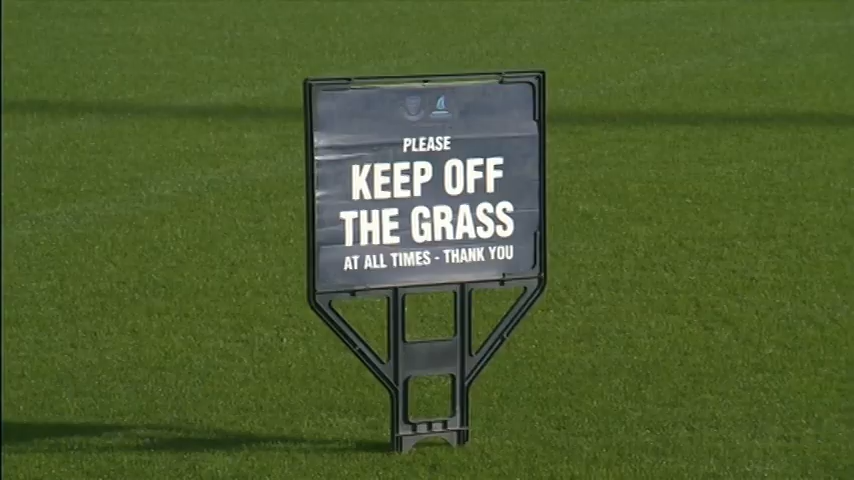 PLEASE
KEEP OFF
THE GRASS
AT ALL TIMES - THANK YOU